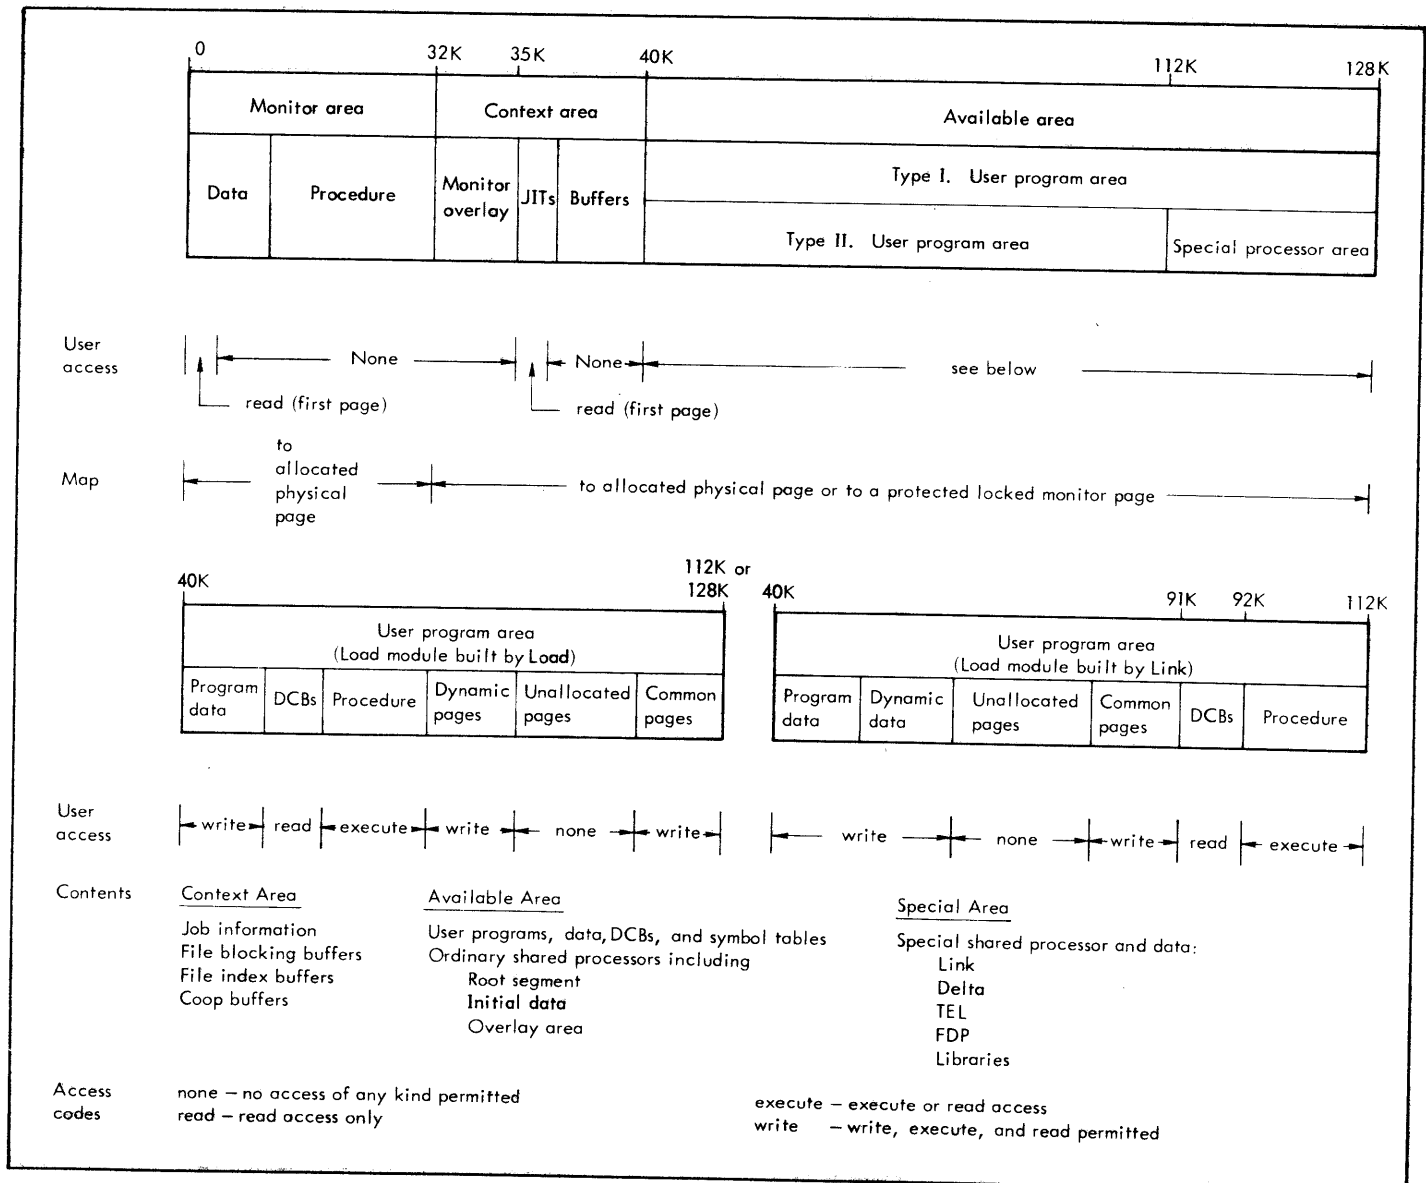 0 32K 35K 40K 112K 128K
Monitor area Context area Available area
Data Procedure Monitor overlay JITs Buffers
Type I. User program area
Type II. User program area Special processor area
User access
None None see below
read (first page) read (first page)
Map
to
allocated
physical
page
to allocated physical page or to a protected locked monitor page
40K 112K or 128K
User program area
(Load module built by Load)
Program data DCBs Procedure Dynamic pages Unallocated pages Common pages
40K 91K 92K 112K
User program area
(Load module built by Link)
Program data Dynamic data Unallocated pages Common pages DCBs Procedure
User access
write read execute write none write
write none write read execute
Contents
Context Area
Job information
File blocking buffers
File index buffers
Coop buffers
Available Area
User programs, data, DCBs, and symbol tables
Ordinary shared processors including
Root segment
Initial data
Overlay area
Special Area
Special shared processor and data:
Link
Delta
TEL
FDP
Libraries
Access codes
none – no access of any kind permitted
read – read access only
execute – execute or read access
write – write, execute, and read permitted